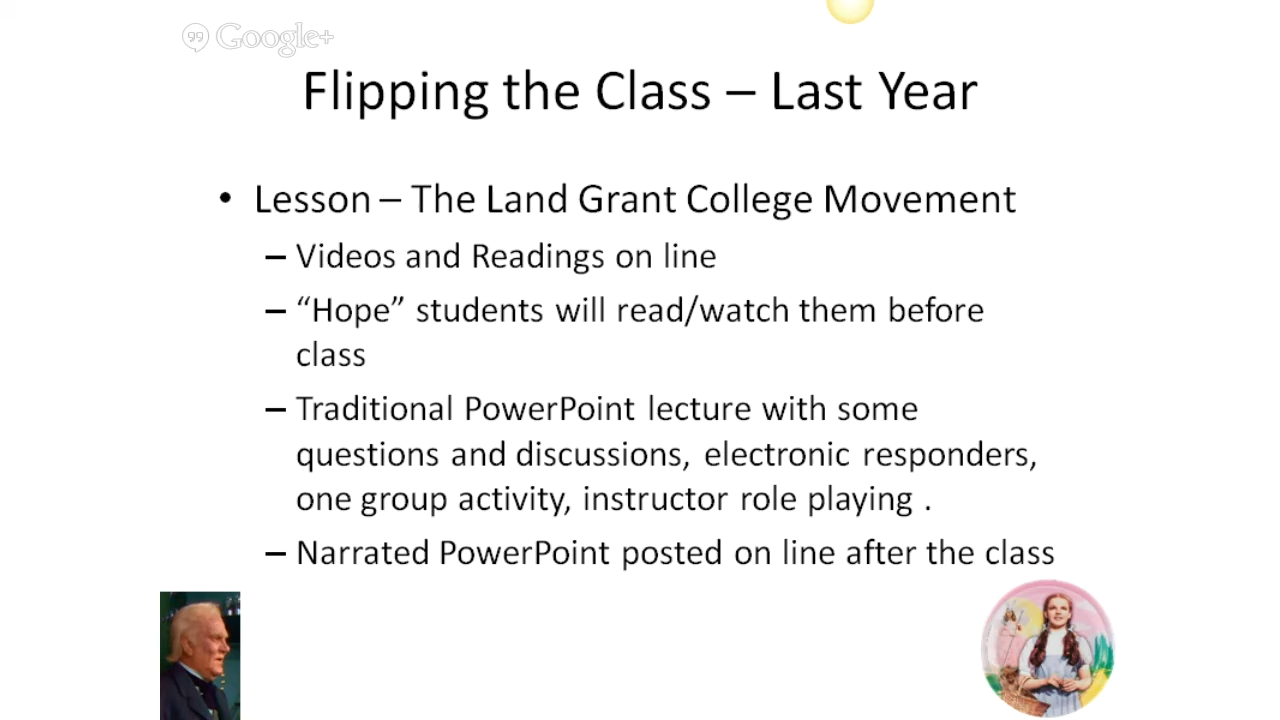 Google+
Flipping the Class – Last Year
• Lesson – The Land Grant College Movement
– Videos and Readings on line
– “Hope” students will read/watch them before
class
– Traditional PowerPoint lecture with some
questions and discussions, electronic responders,
one group activity, instructor role playing .
– Narrated PowerPoint posted on line after the class